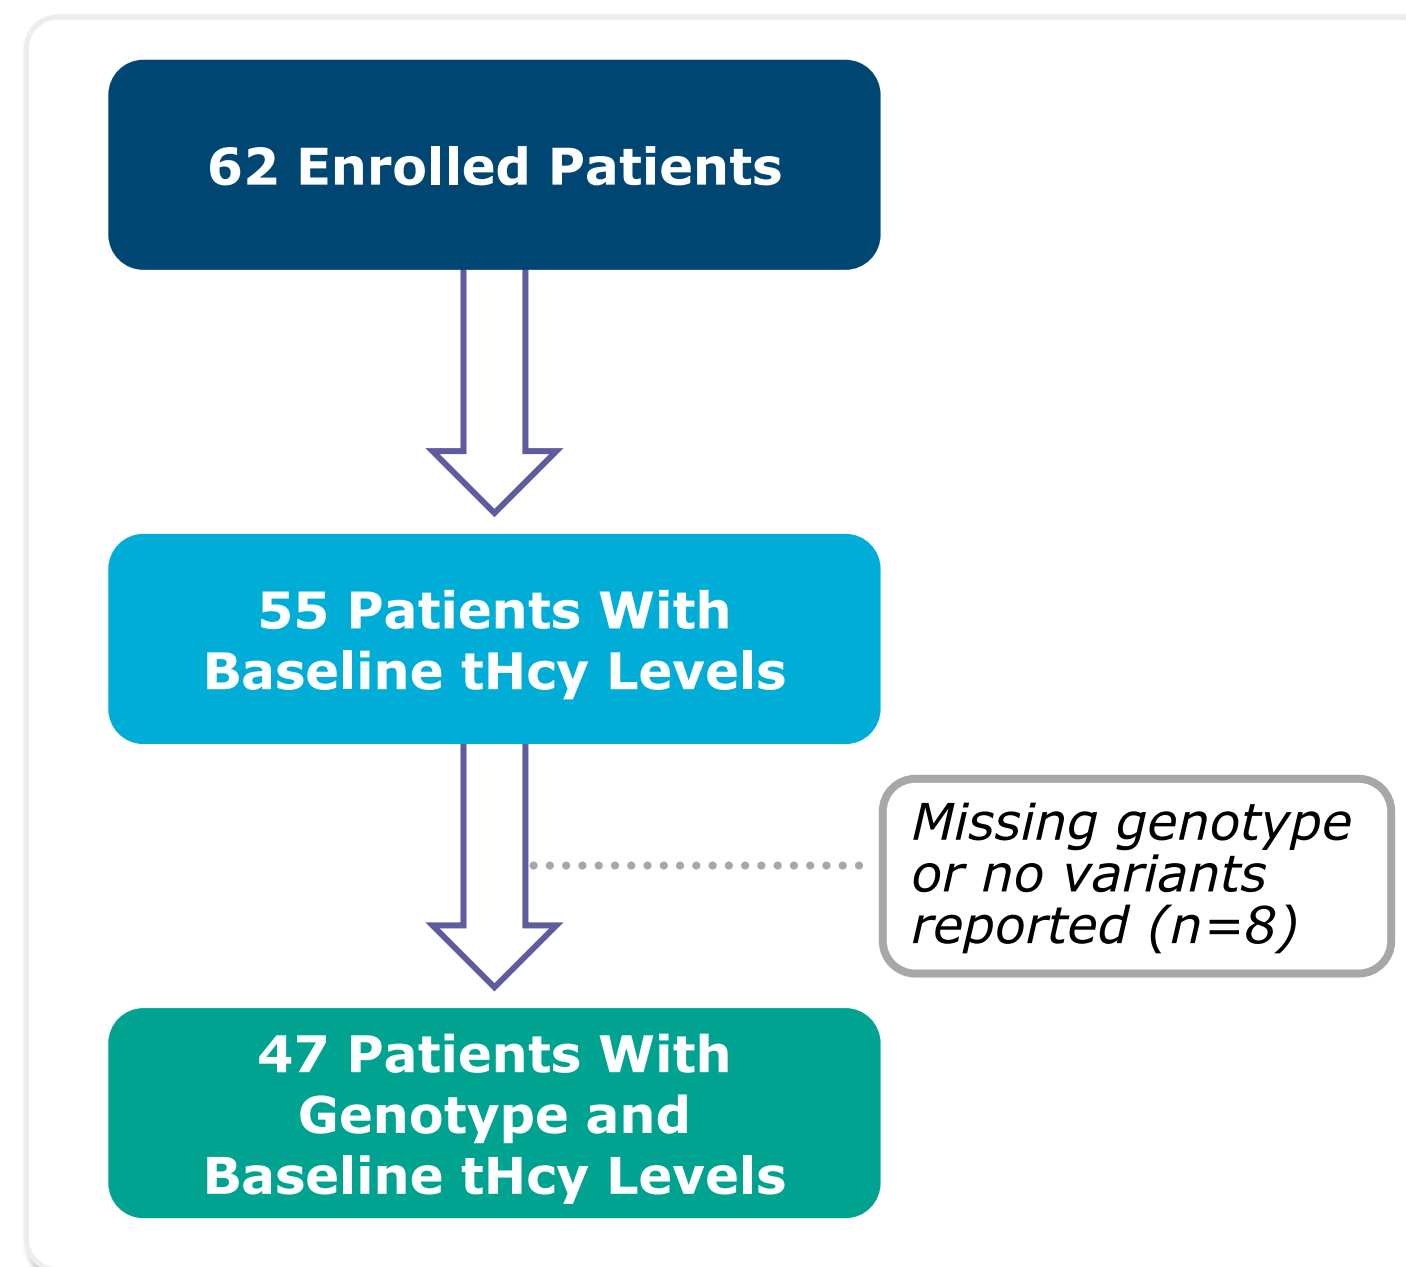 62 Enrolled Patients
55 Patients With
Baseline tHcy Levels
Missing genotype
or no variants
reported (n=8)
47 Patients With
Genotype and
Baseline tHcy Levels